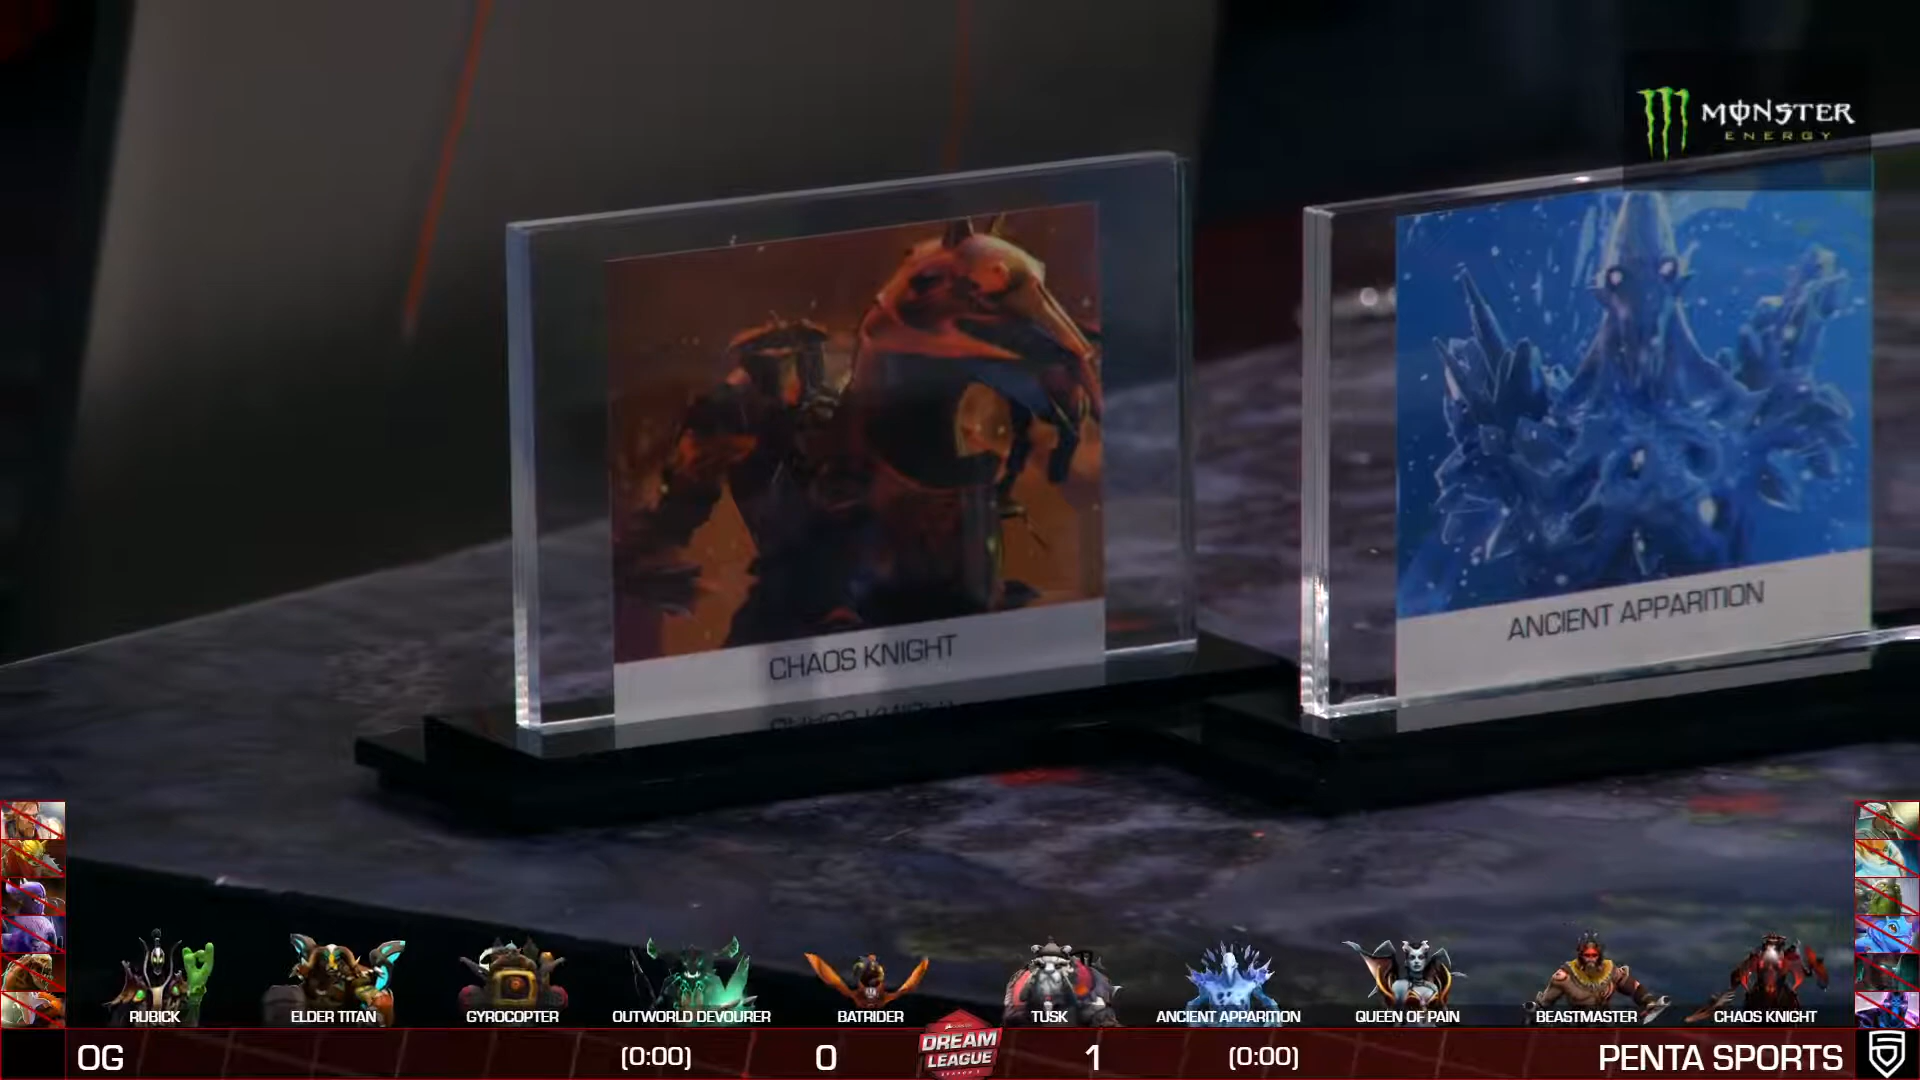 MONSTER
ENERGY
CHAOS KNIGHT
ANCIENT APPARITION
RUBICK
ELDER TITAN
GYROCOPTER
OUTWORLD DEVOURER
BATRIDER
TUSK
ANCIENT APPARITION
QUEEN OF PAIN
BEASTMASTER
CHAOS KNIGHT
OG
(0:00)
0
DREAM
LEAGUE
1
(0:00)
PENTA SPORTS